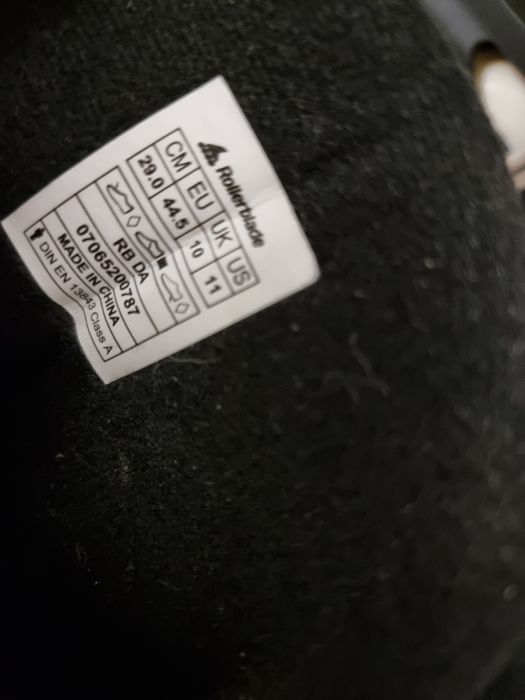 Rollerblade
CM EU UK US
29.0 44.5 10 11
RB DA
07065200787
MADE IN CHINA
DIN EN 13843 Class A